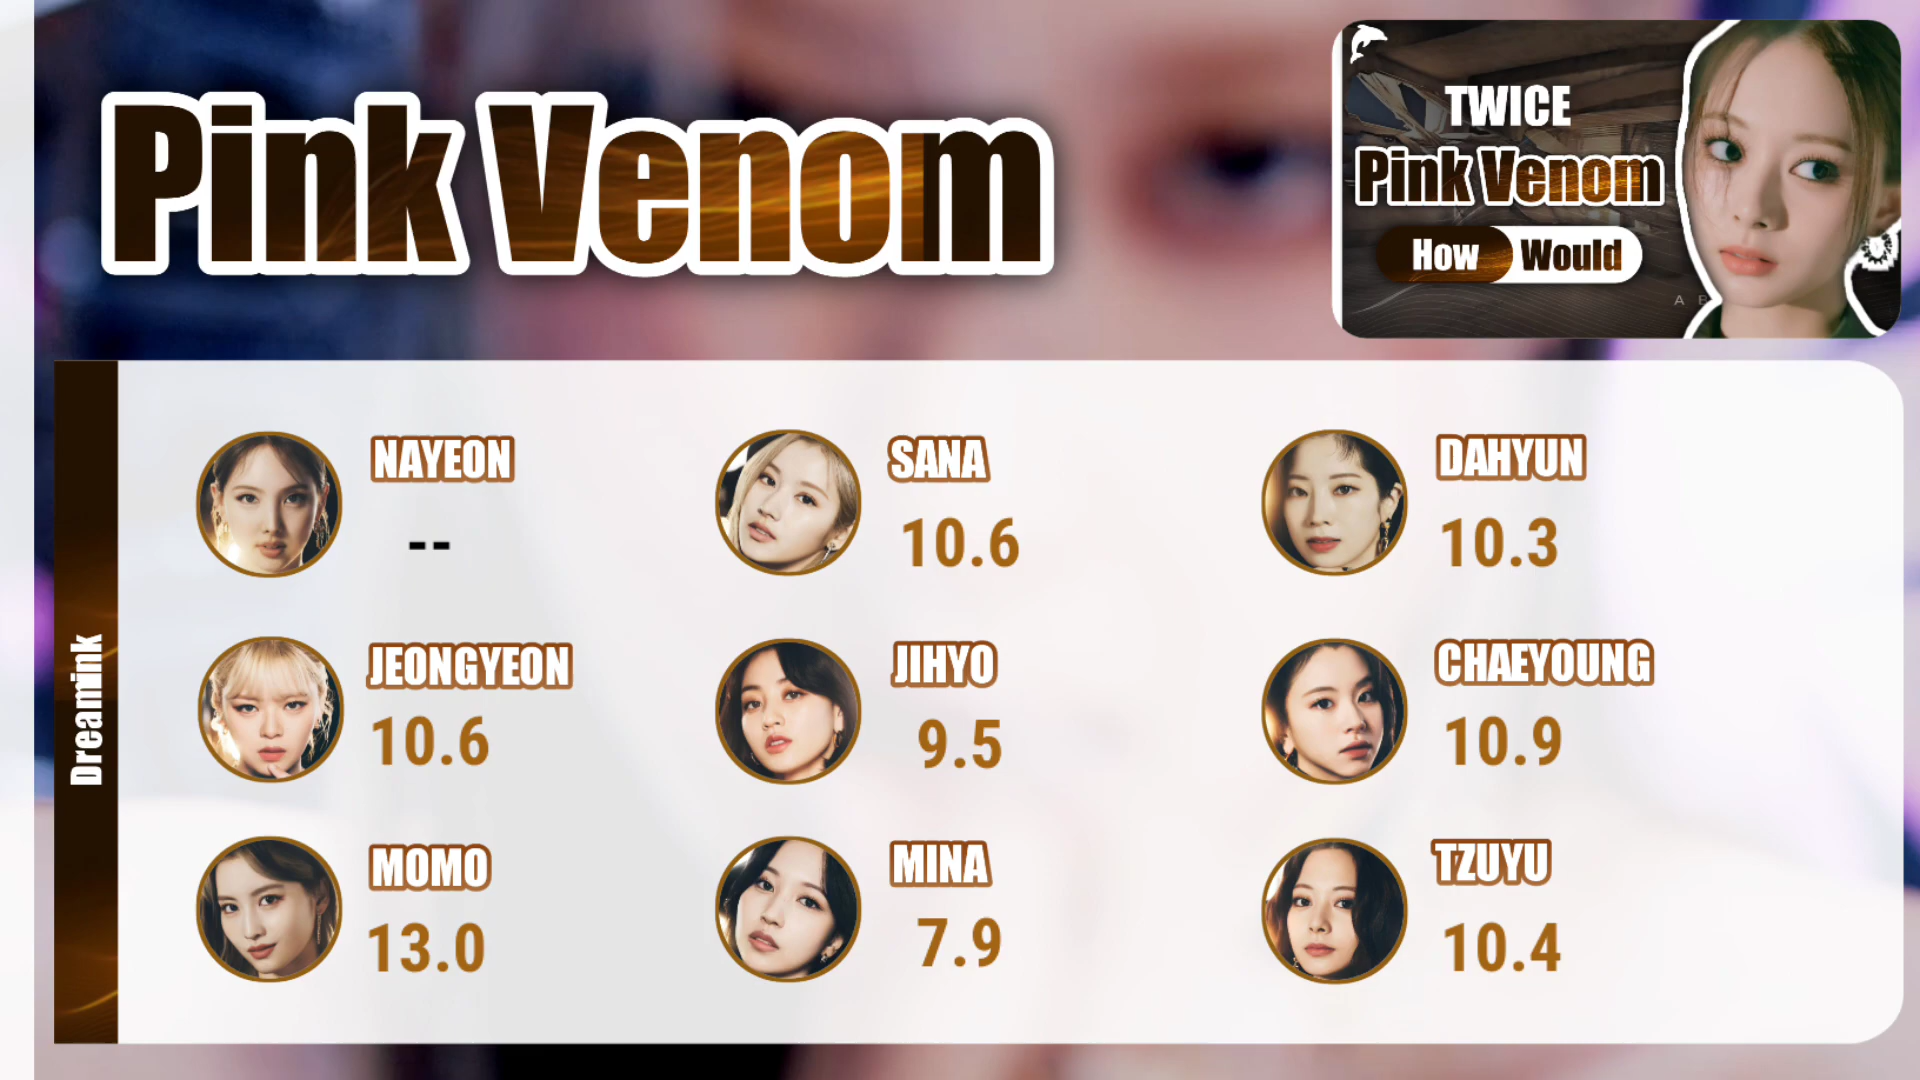 Pink Venom
TWICE
Pink Venom
How Would
A B
Dreamink
NAYEON
--
SANA
10.6
DAHYUN
10.3
JEONGYEON
10.6
JIHYO
9.5
CHAEYOUNG
10.9
MOMO
13.0
MINA
7.9
TZUYU
10.4